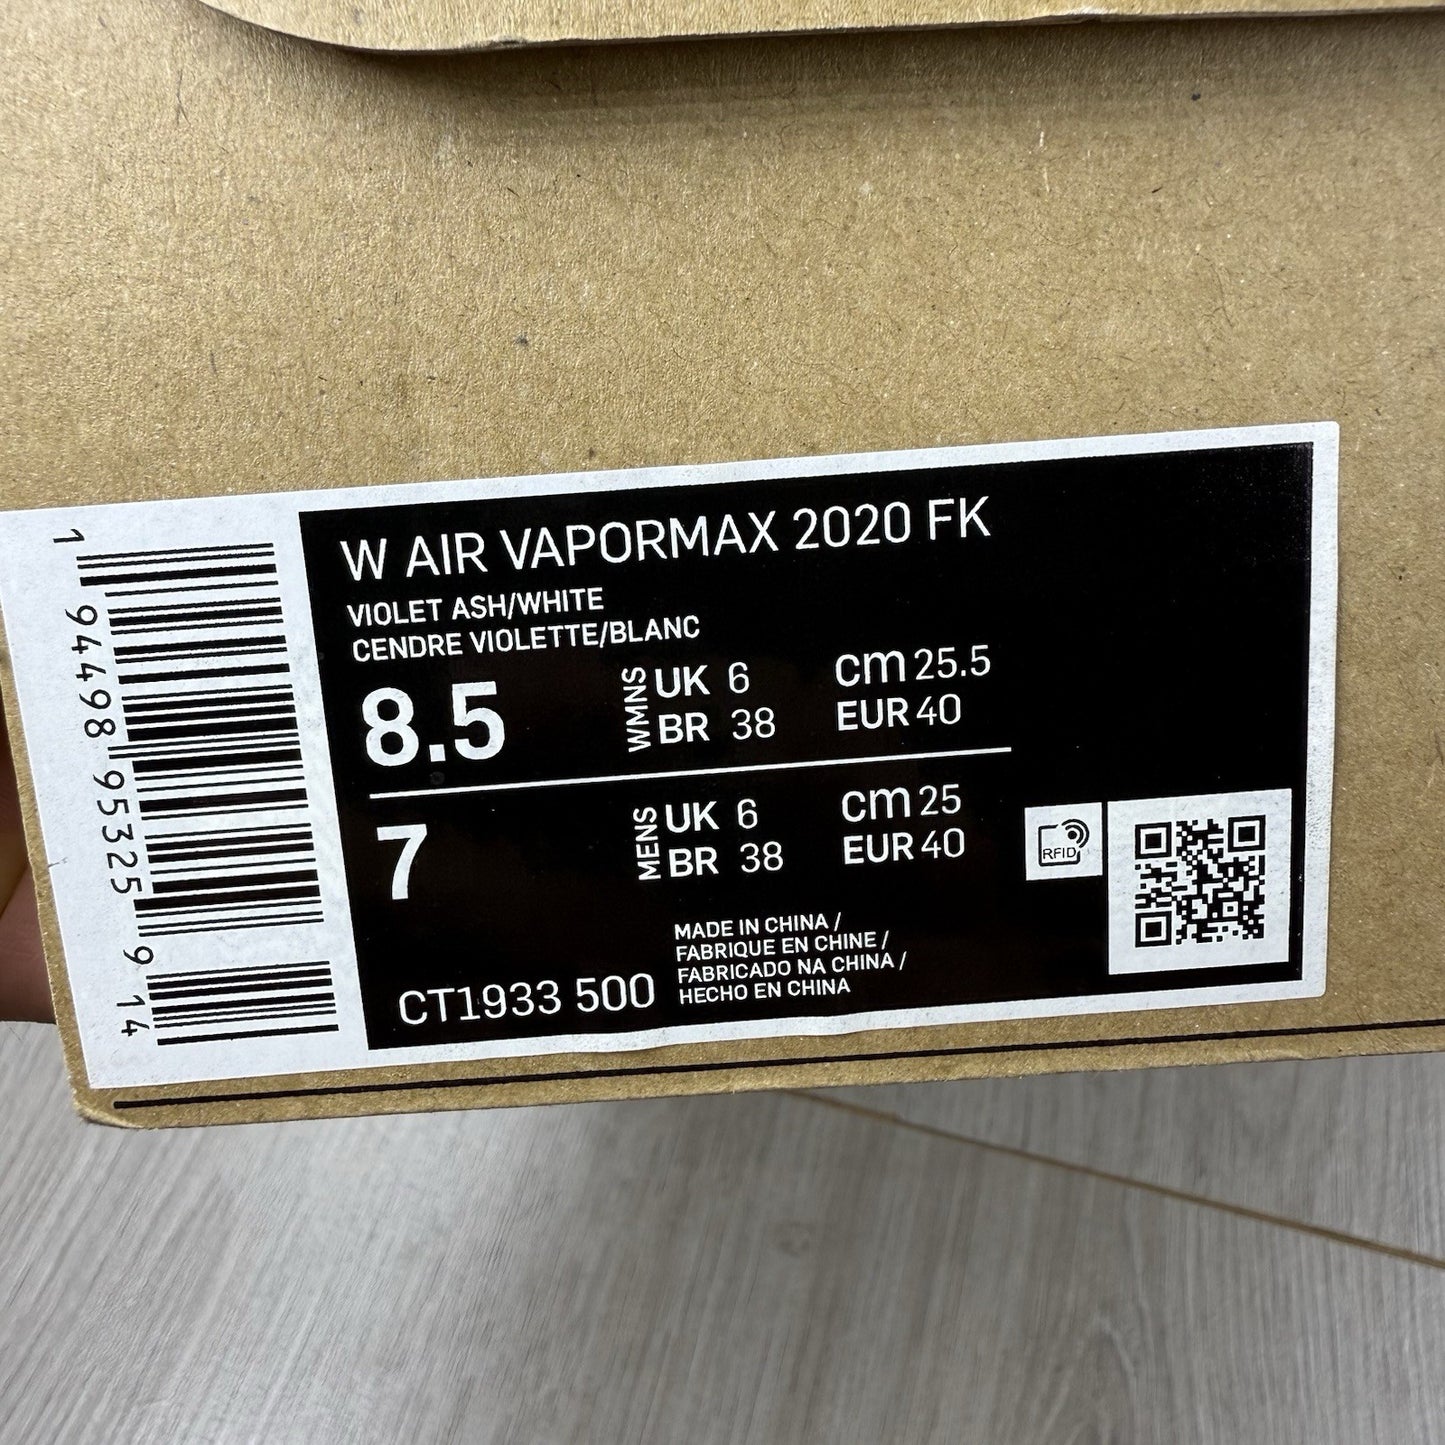 W AIR VAPORMAX 2020 FK
VIOLET ASH/WHITE
CENDRE VIOLETTE/BLANC
8.5
WMNS
UK 6
BR 38
cm 25.5
EUR 40
7
MENS
UK 6
BR 38
cm 25
EUR 40
CT1933 500
MADE IN CHINA /
FABRIQUE EN CHINE /
FABRICADO NA CHINA /
HECHO EN CHINA
RFID
1 94498 95325 9 14